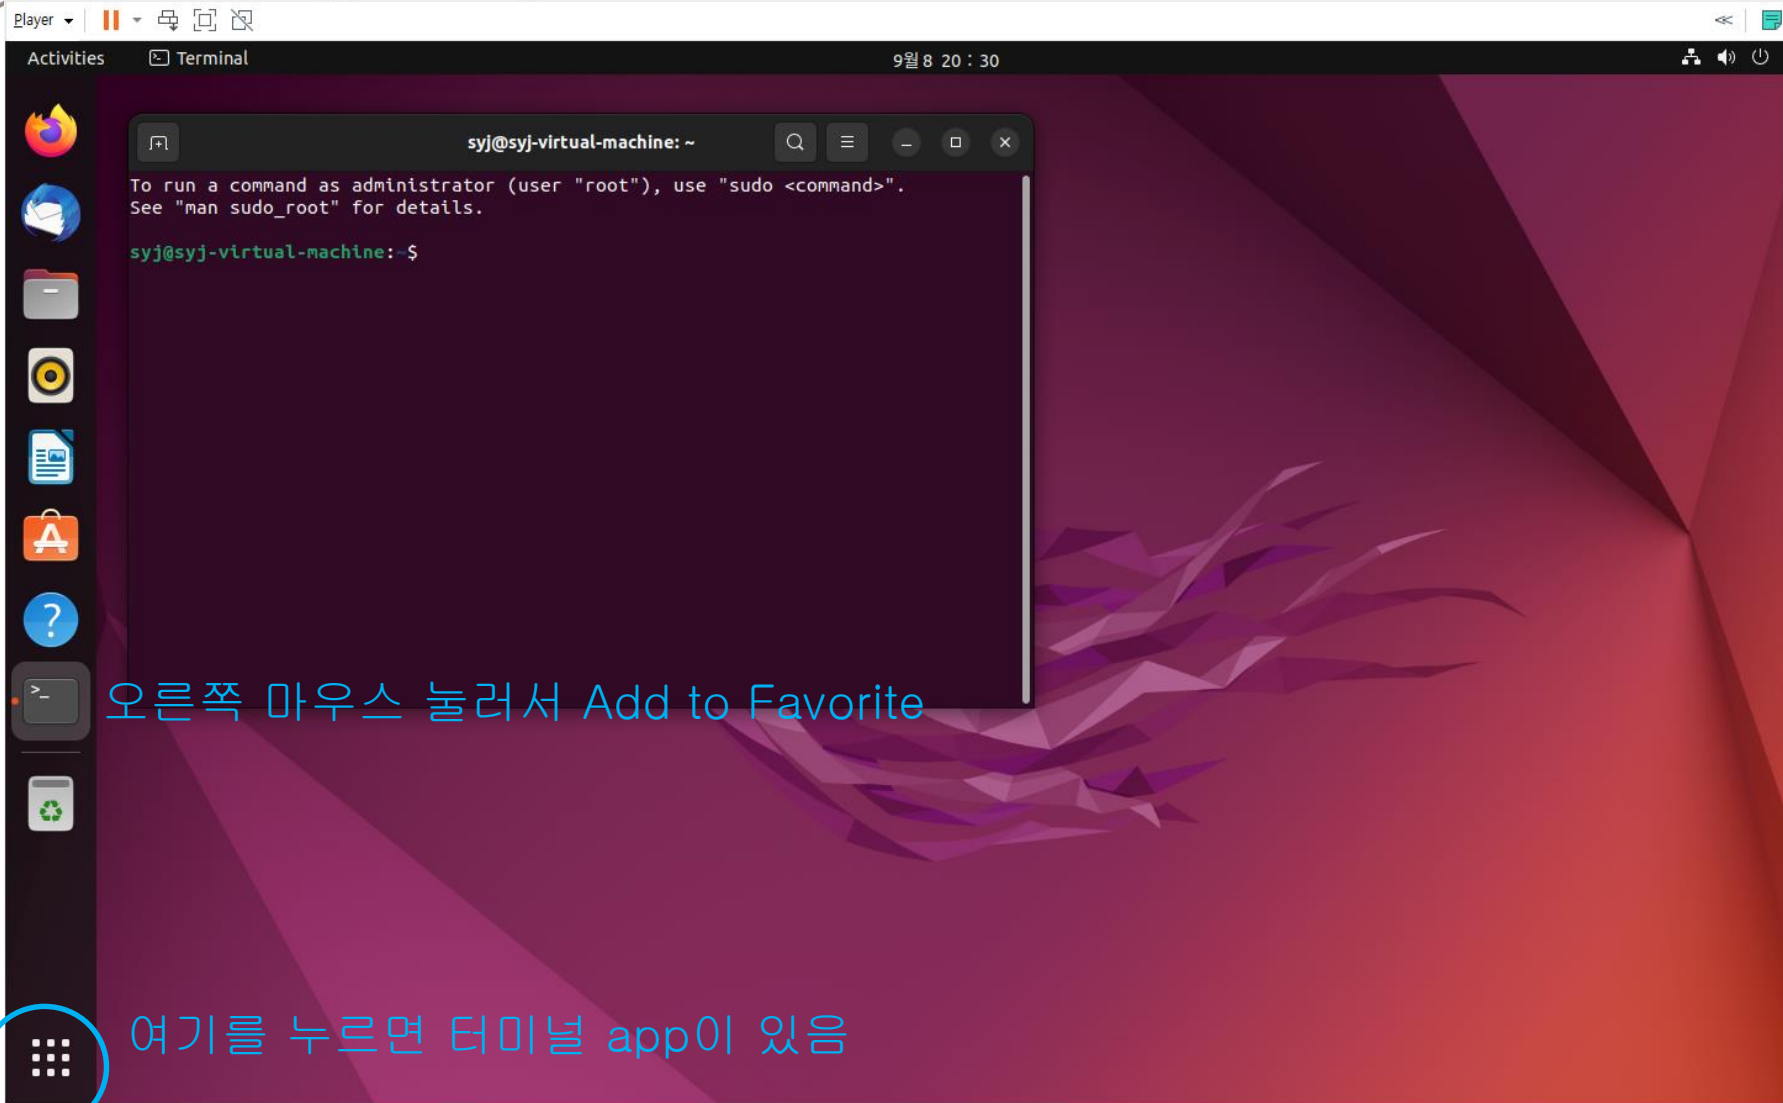 Player
Activities
Terminal
9월 8 20 : 30
syj@syj-virtual-machine: ~
To run a command as administrator (user "root"), use "sudo <command>".
See "man sudo_root" for details.
syj@syj-virtual-machine:~$
오른쪽 마우스 눌러서 Add to Favorite
여기를 누르면 터미널 app이 있음